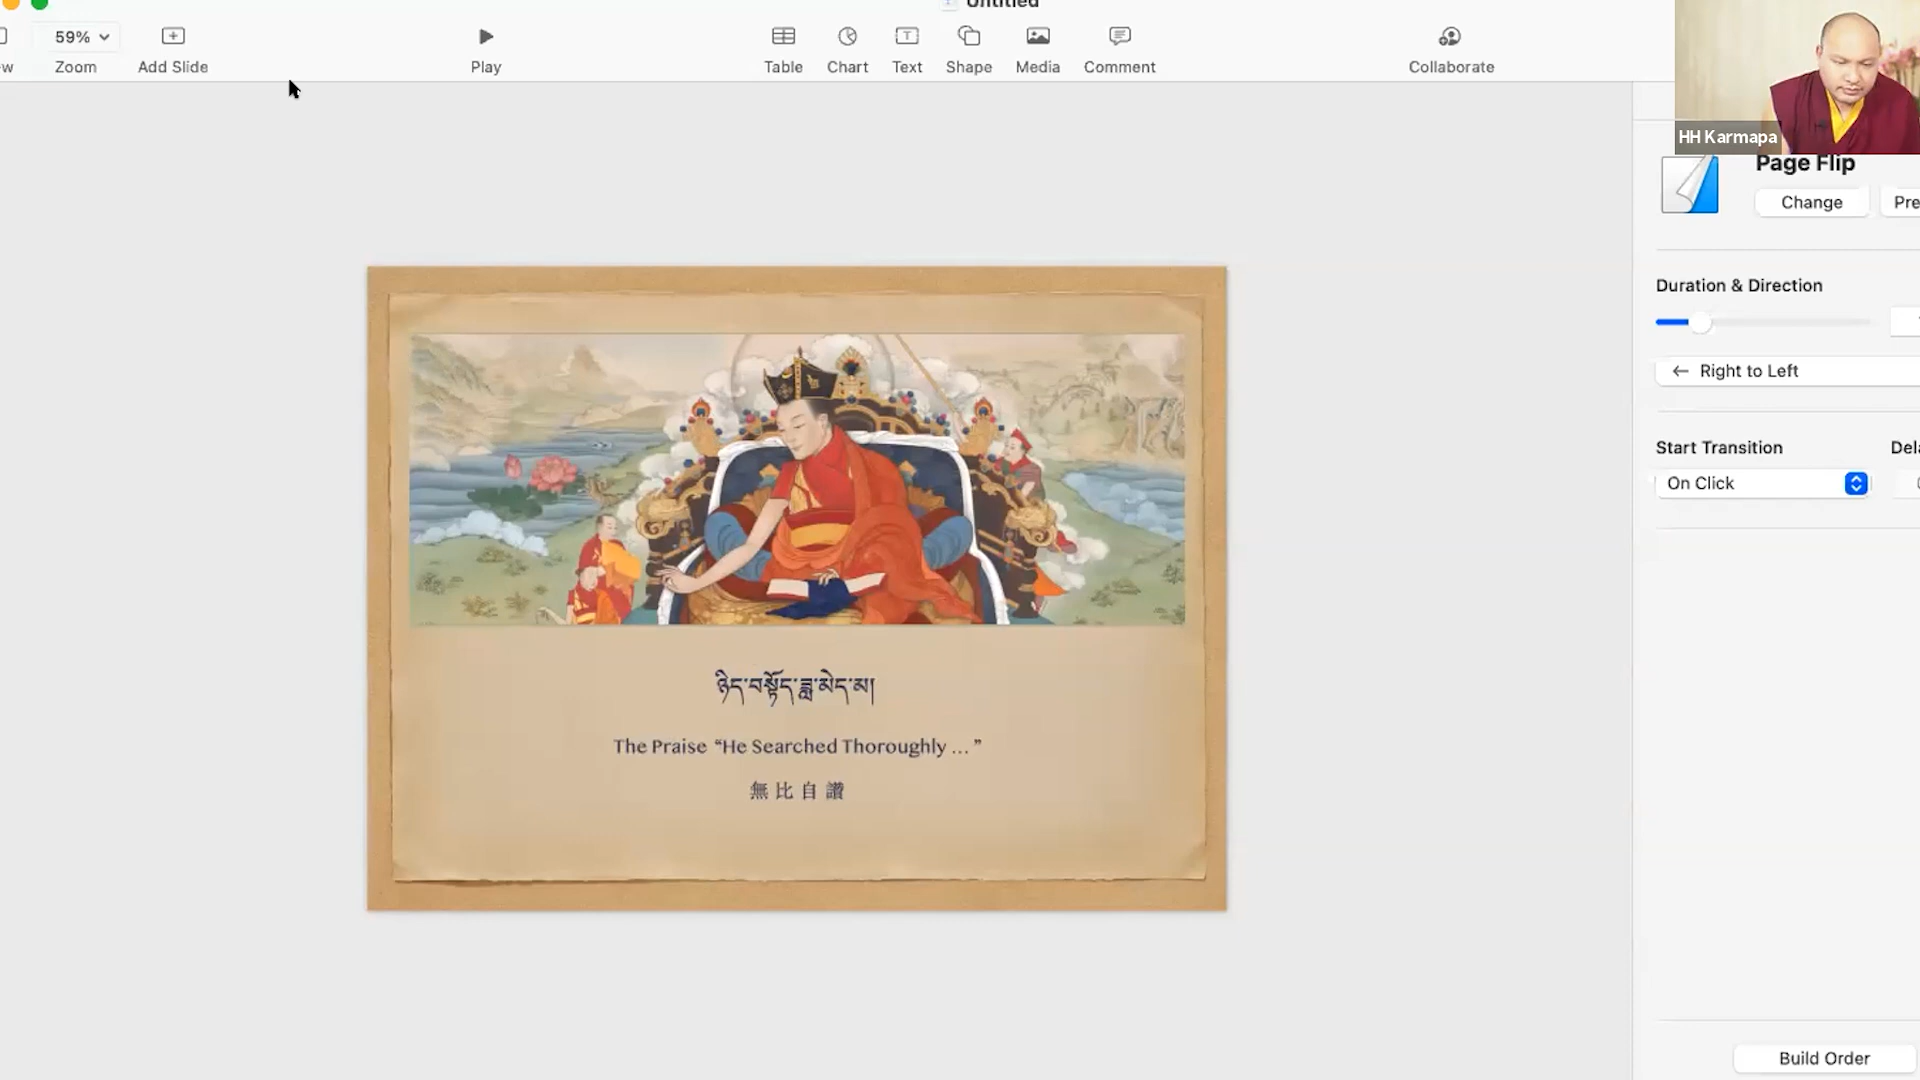 Untitled
59%
Zoom
Add Slide
Play
Table
Chart
Text
Shape
Media
Comment
Collaborate
HH Karmapa
Page Flip
Change
Duration & Direction
Right to Left
Start Transition
On Click
ཉིད་བསྟོད་ཟླ་མེད་མ།
The Praise “He Searched Thoroughly … ”
無比自讚
Build Order